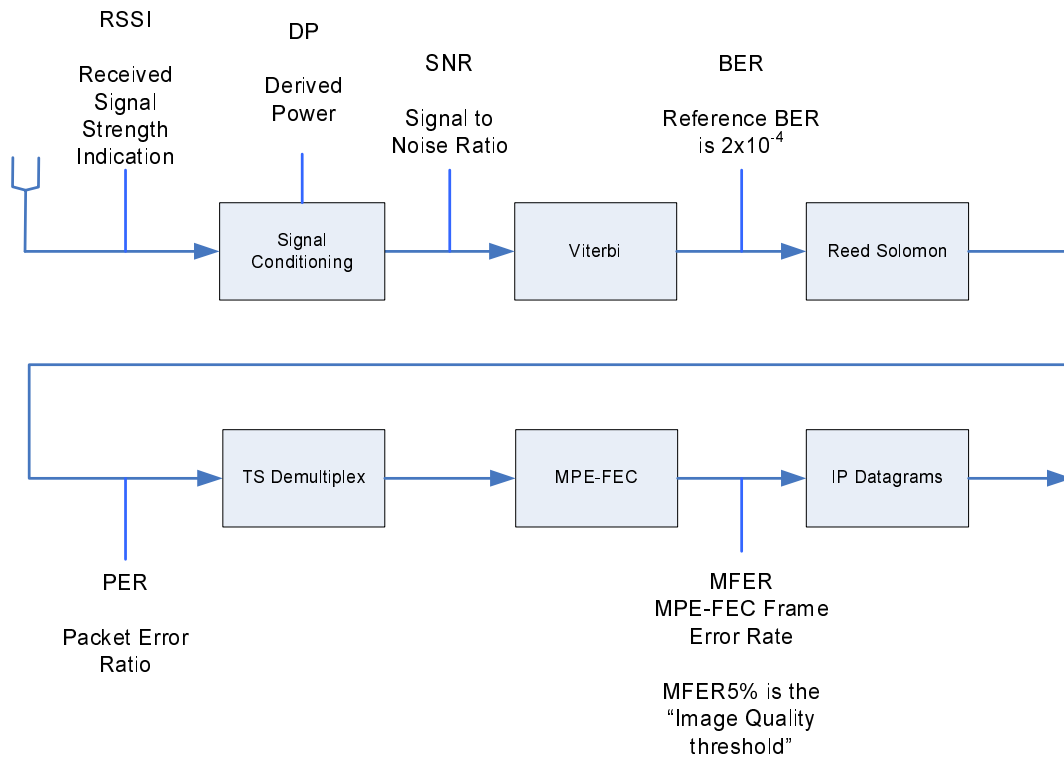 RSSI
Received
Signal
Strength
Indication
DP
Derived
Power
SNR
Signal to
Noise Ratio
BER
Reference BER
is 2x10⁻⁴
Signal
Conditioning
Viterbi
Reed Solomon
TS Demultiplex
MPE-FEC
IP Datagrams
PER
Packet Error
Ratio
MFER
MPE-FEC Frame
Error Rate
MFER5% is the
“Image Quality
threshold”